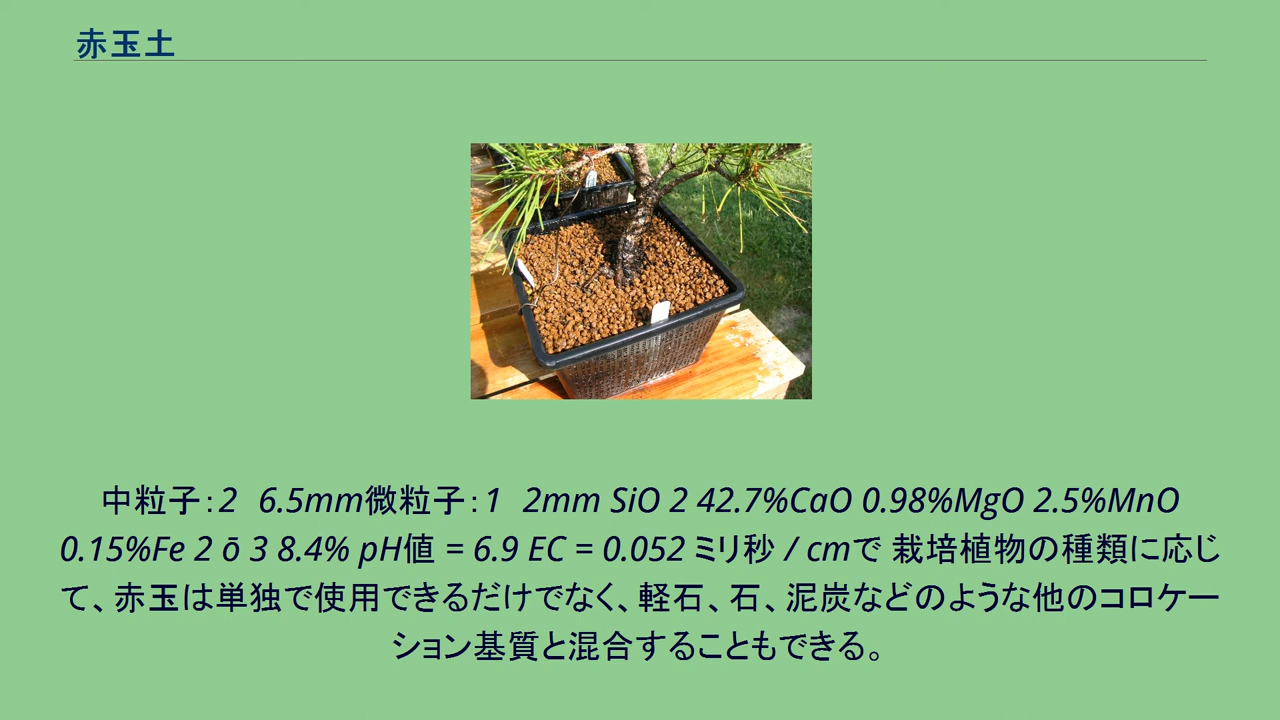 赤玉土
中粒子：2 6.5mm微粒子：1 2mm SiO 2 42.7%CaO 0.98%MgO 2.5%MnO
0.15%Fe 2 ō 3 8.4% pH値 = 6.9 EC = 0.052 ミリ秒 / cmで 栽培植物の種類に応じ
て、赤玉は単独で使用できるだけでなく、軽石、石、泥炭などのような他のコロケー
ション基質と混合することもできる。